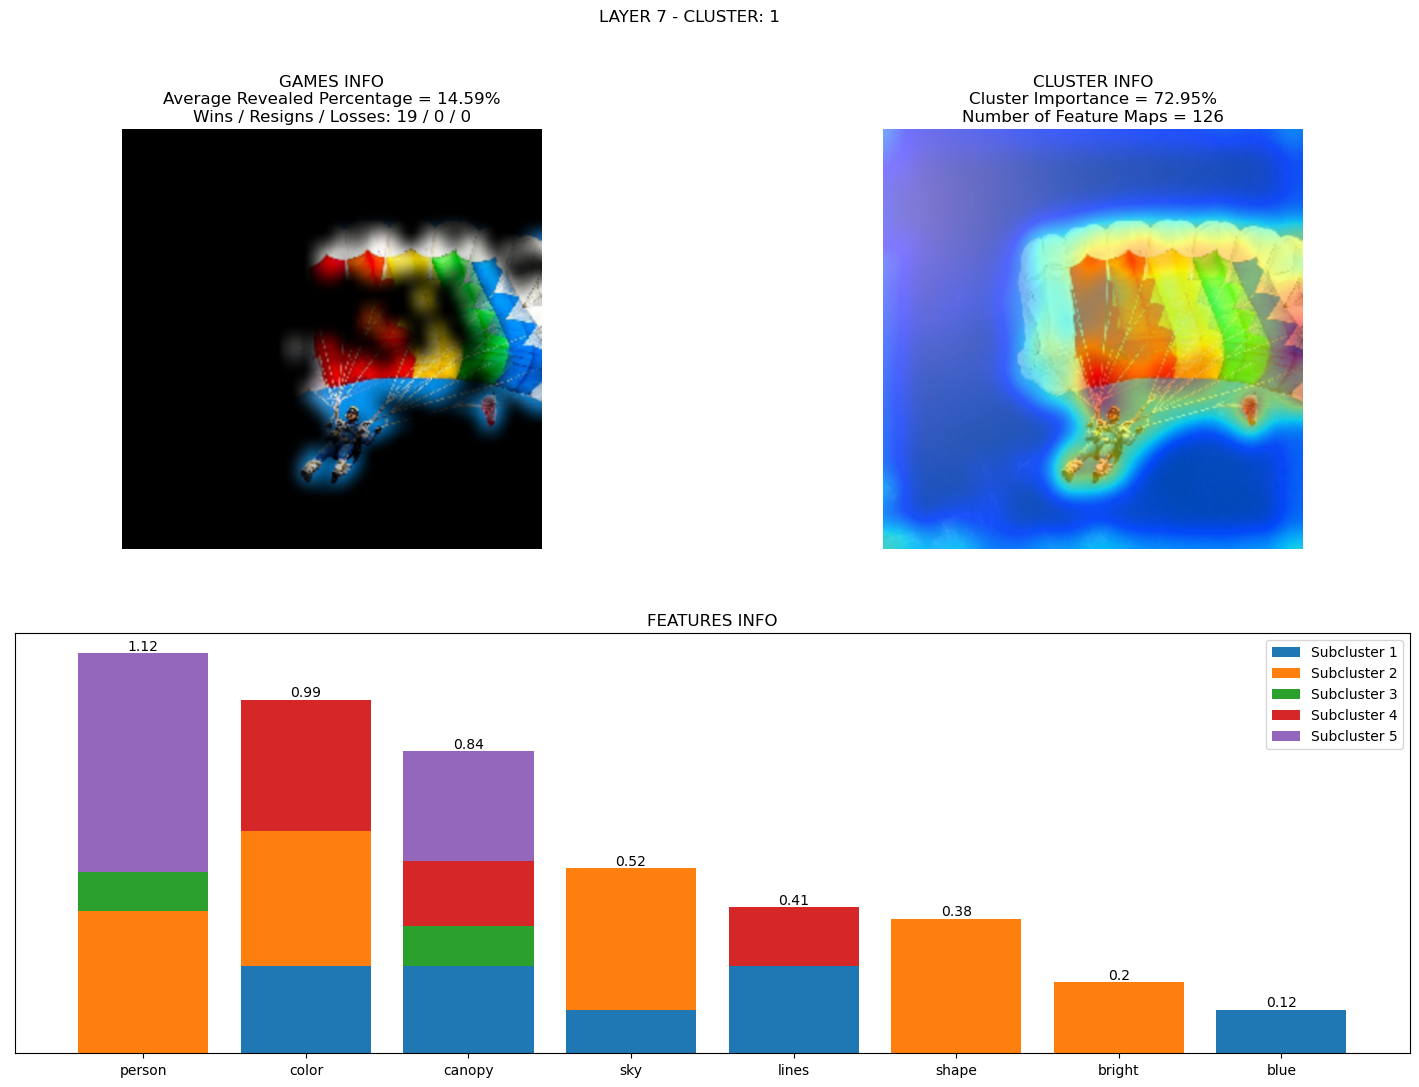 LAYER 7 - CLUSTER: 1
GAMES INFO
Average Revealed Percentage = 14.59%
Wins / Resigns / Losses: 19 / 0 / 0
CLUSTER INFO
Cluster Importance = 72.95%
Number of Feature Maps = 126
FEATURES INFO
1.12
0.99
0.84
0.52
0.41
0.38
0.2
0.12
Subcluster 1
Subcluster 2
Subcluster 3
Subcluster 4
Subcluster 5
person
color
canopy
sky
lines
shape
bright
blue